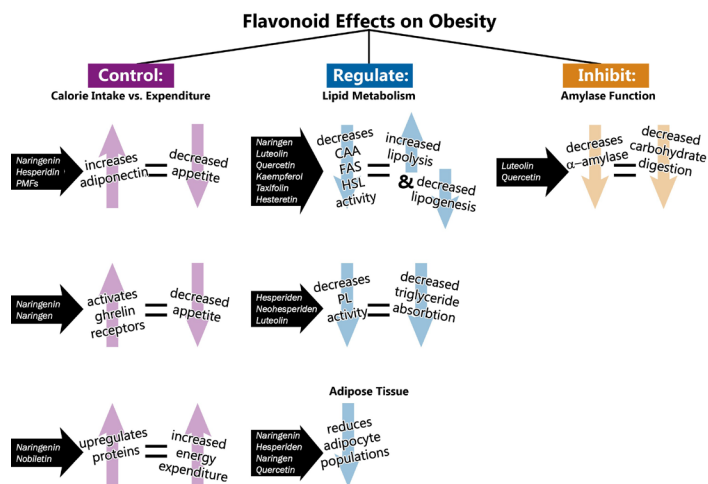 Flavonoid Effects on Obesity
Control:
Calorie Intake vs. Expenditure
Naringenin
Hesperidin
PMFs
increases
adiponectin
=
decreased
appetite
Naringenin
Naringen
activates
ghrelin
receptors
=
decreased
appetite
Naringenin
Nobiletin
upregulates
proteins
=
increased
energy
expenditure
Regulate:
Lipid Metabolism
Naringen
Luteolin
Quercetin
Kaempferol
Taxifolin
Hesteretin
decreases
CAA
FAS
HSL
activity
=
increased
lipolysis
&
decreased
lipogenesis
Hesperiden
Neohesperiden
Luteolin
decreases
PL
activity
=
decreased
triglyceride
absorbtion
Adipose Tissue
Naringenin
Hesperiden
Naringen
Quercetin
reduces
adipocyte
populations
Inhibit:
Amylase Function
Luteolin
Quercetin
decreases
α-amylase
=
decreased
carbohydrate
digestion